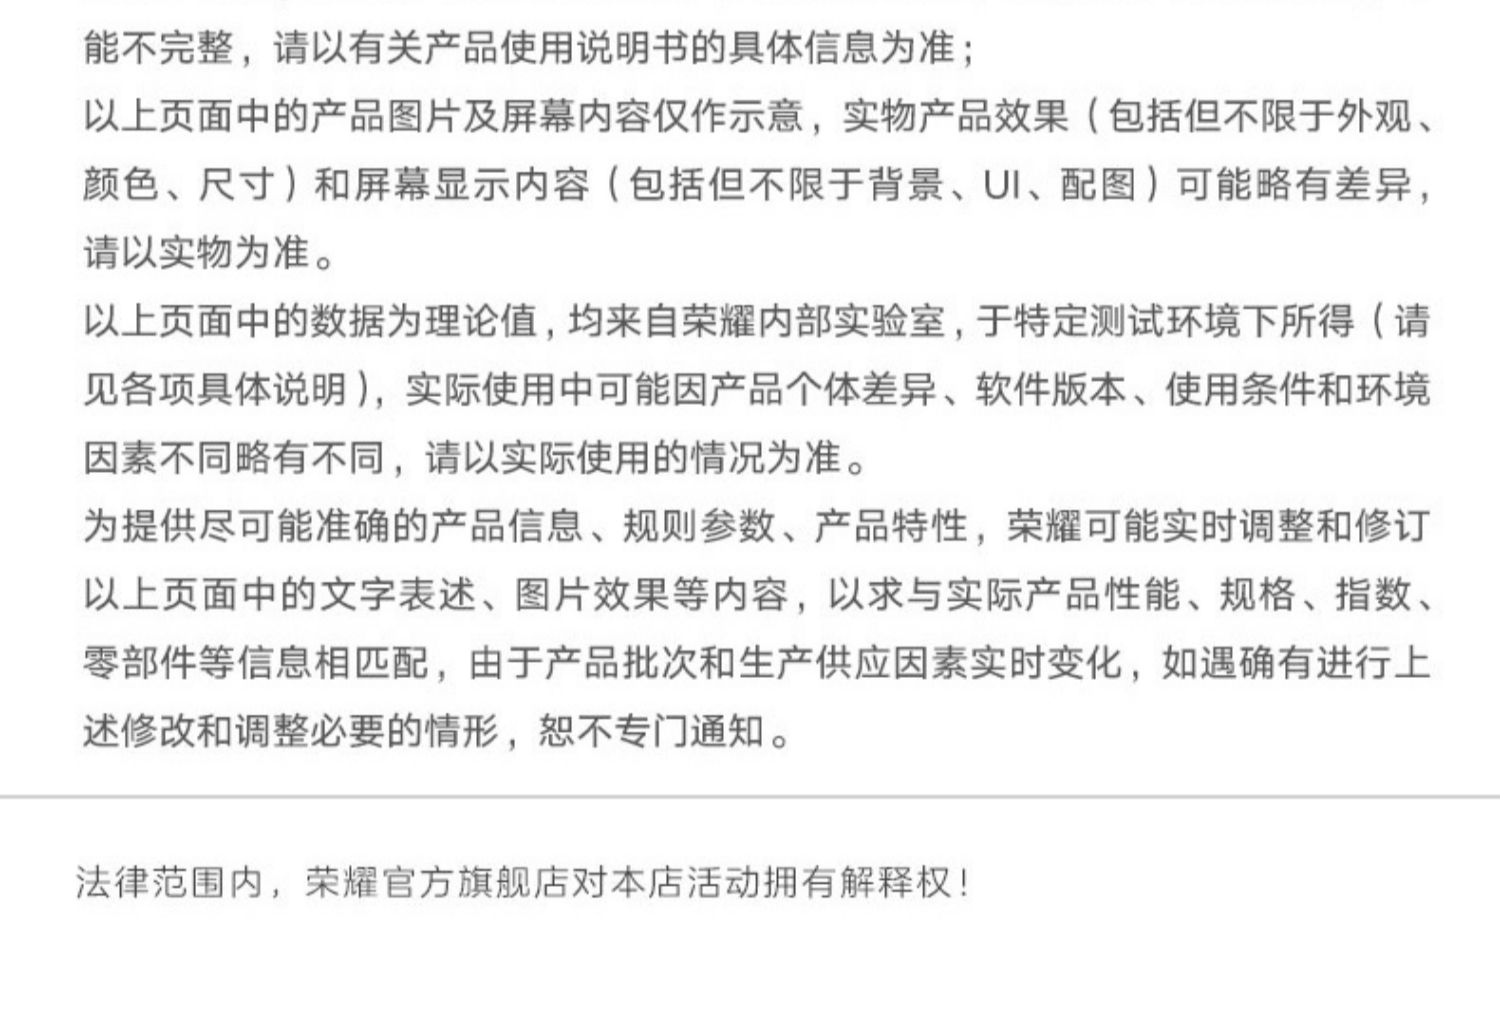 能不完整，请以有关产品使用说明书的具体信息为准；
以上页面中的产品图片及屏幕内容仅作示意，实物产品效果（包括但不限于外观、
颜色、尺寸）和屏幕显示内容（包括但不限于背景、UI、配图）可能略有差异，
请以实物为准。
以上页面中的数据为理论值，均来自荣耀内部实验室，于特定测试环境下所得（请
见各项具体说明），实际使用中可能因产品个体差异、软件版本、使用条件和环境
因素不同略有不同，请以实际使用的情况为准。
为提供尽可能准确的产品信息、规则参数、产品特性，荣耀可能实时调整和修订
以上页面中的文字表述、图片效果等内容，以求与实际产品性能、规格、指数、
零部件等信息相匹配，由于产品批次和生产供应因素实时变化，如遇确有进行上
述修改和调整必要的情形，恕不专门通知。
法律范围内，荣耀官方旗舰店对本店活动拥有解释权！